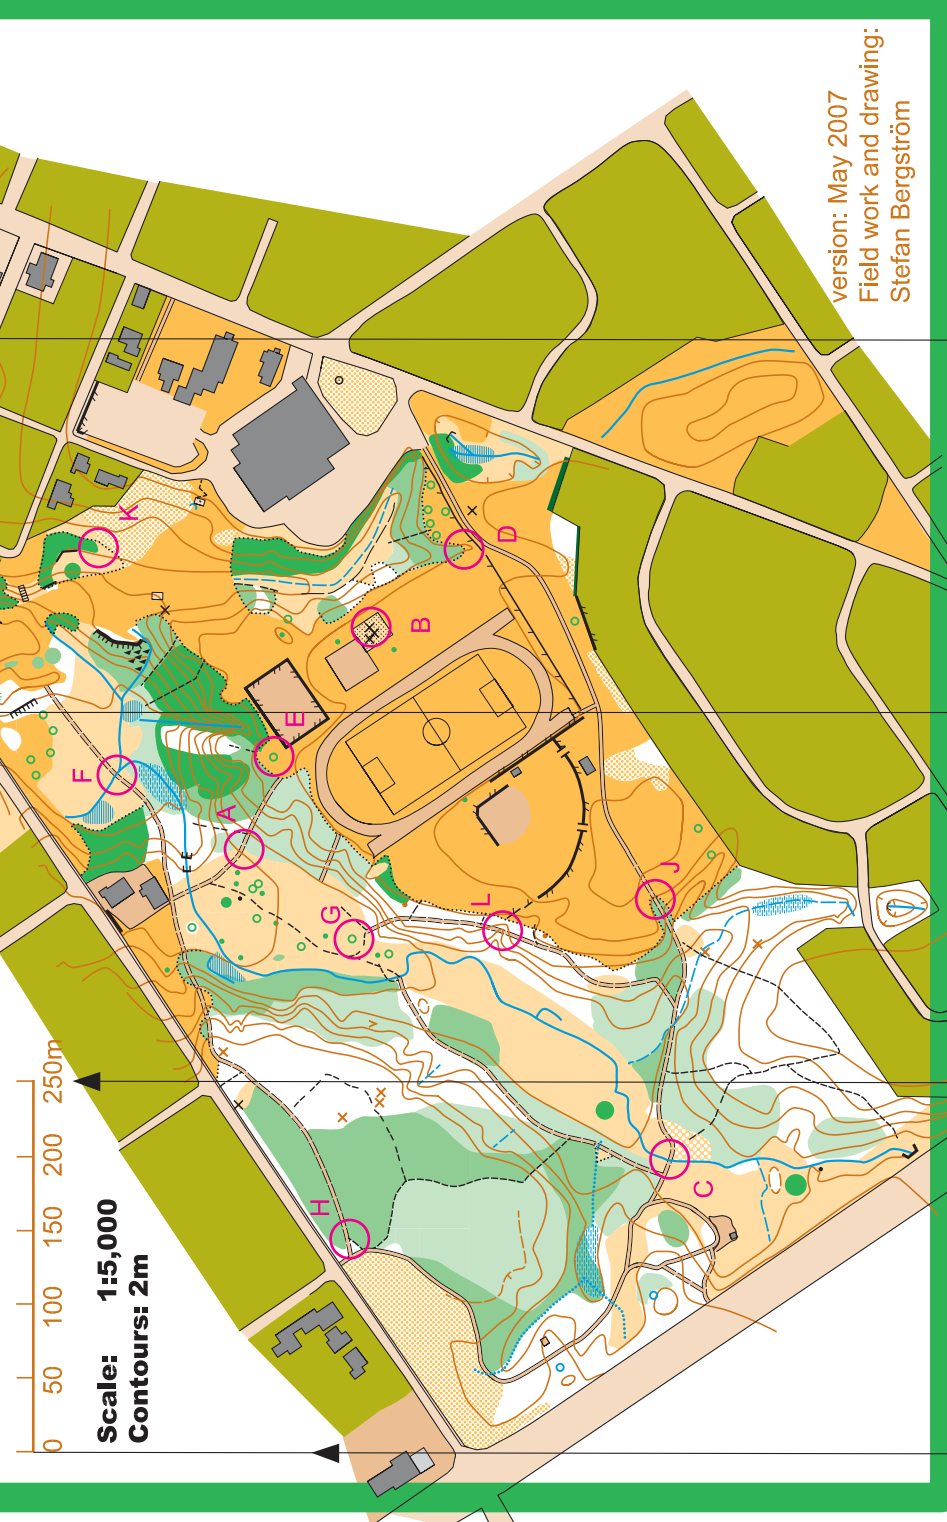 version: May 2007
Field work and drawing:
Stefan Bergström
K
D
B
E
F
A
G
L
J
C
H
0 50 100 150 200 250m
Scale: 1:5,000
Contours: 2m